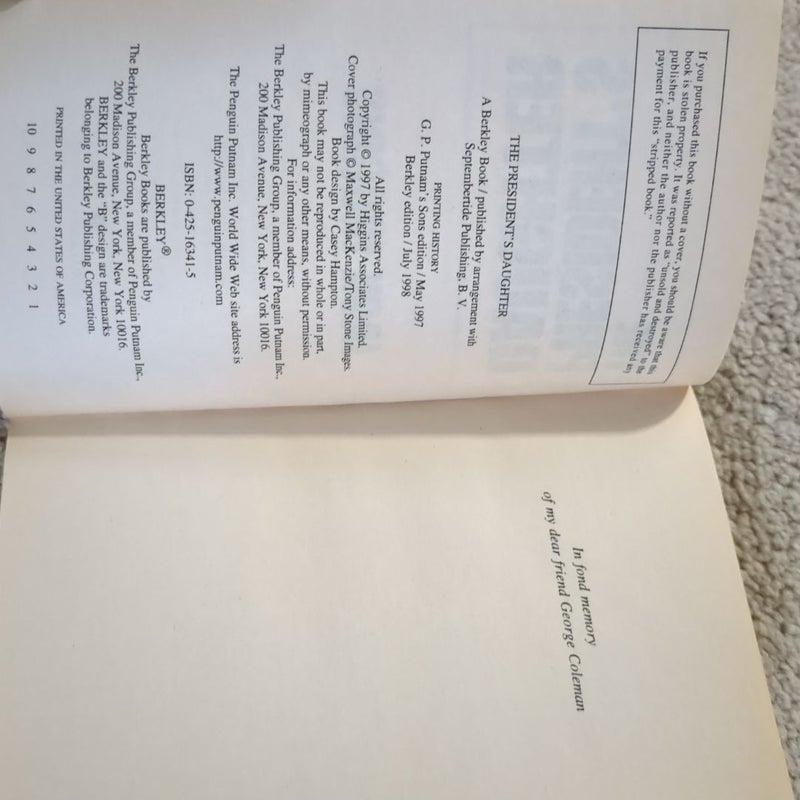 If you purchased this book without a cover, you should be aware that this
book is stolen property. It was reported as "unsold and destroyed" to the
publisher, and neither the author nor the publisher has received any
payment for this "stripped book."
THE PRESIDENT'S DAUGHTER
A Berkley Book / published by arrangement with
Septembertide Publishing, B. V.
PRINTING HISTORY
G. P. Putnam's Sons edition / May 1997
Berkley edition / July 1998
All rights reserved.
Copyright © 1997 by Higgins Associates Limited.
Cover photograph © Maxwell MacKenzie/Tony Stone Images.
Book design by Casey Hampton.
This book may not be reproduced in whole or in part,
by mimeograph or any other means, without permission.
For information address:
The Berkley Publishing Group, a member of Penguin Putnam Inc.,
200 Madison Avenue, New York, New York 10016.
The Penguin Putnam Inc. World Wide Web site address is
http://www.penguinputnam.com
ISBN: 0-425-16341-5
BERKLEY®
Berkley Books are published by
The Berkley Publishing Group, a member of Penguin Putnam Inc.,
200 Madison Avenue, New York, New York 10016.
BERKLEY and the "B" design are trademarks
belonging to Berkley Publishing Corporation.
PRINTED IN THE UNITED STATES OF AMERICA
10 9 8 7 6 5 4 3 2 1
In fond memory
of my dear friend George Coleman